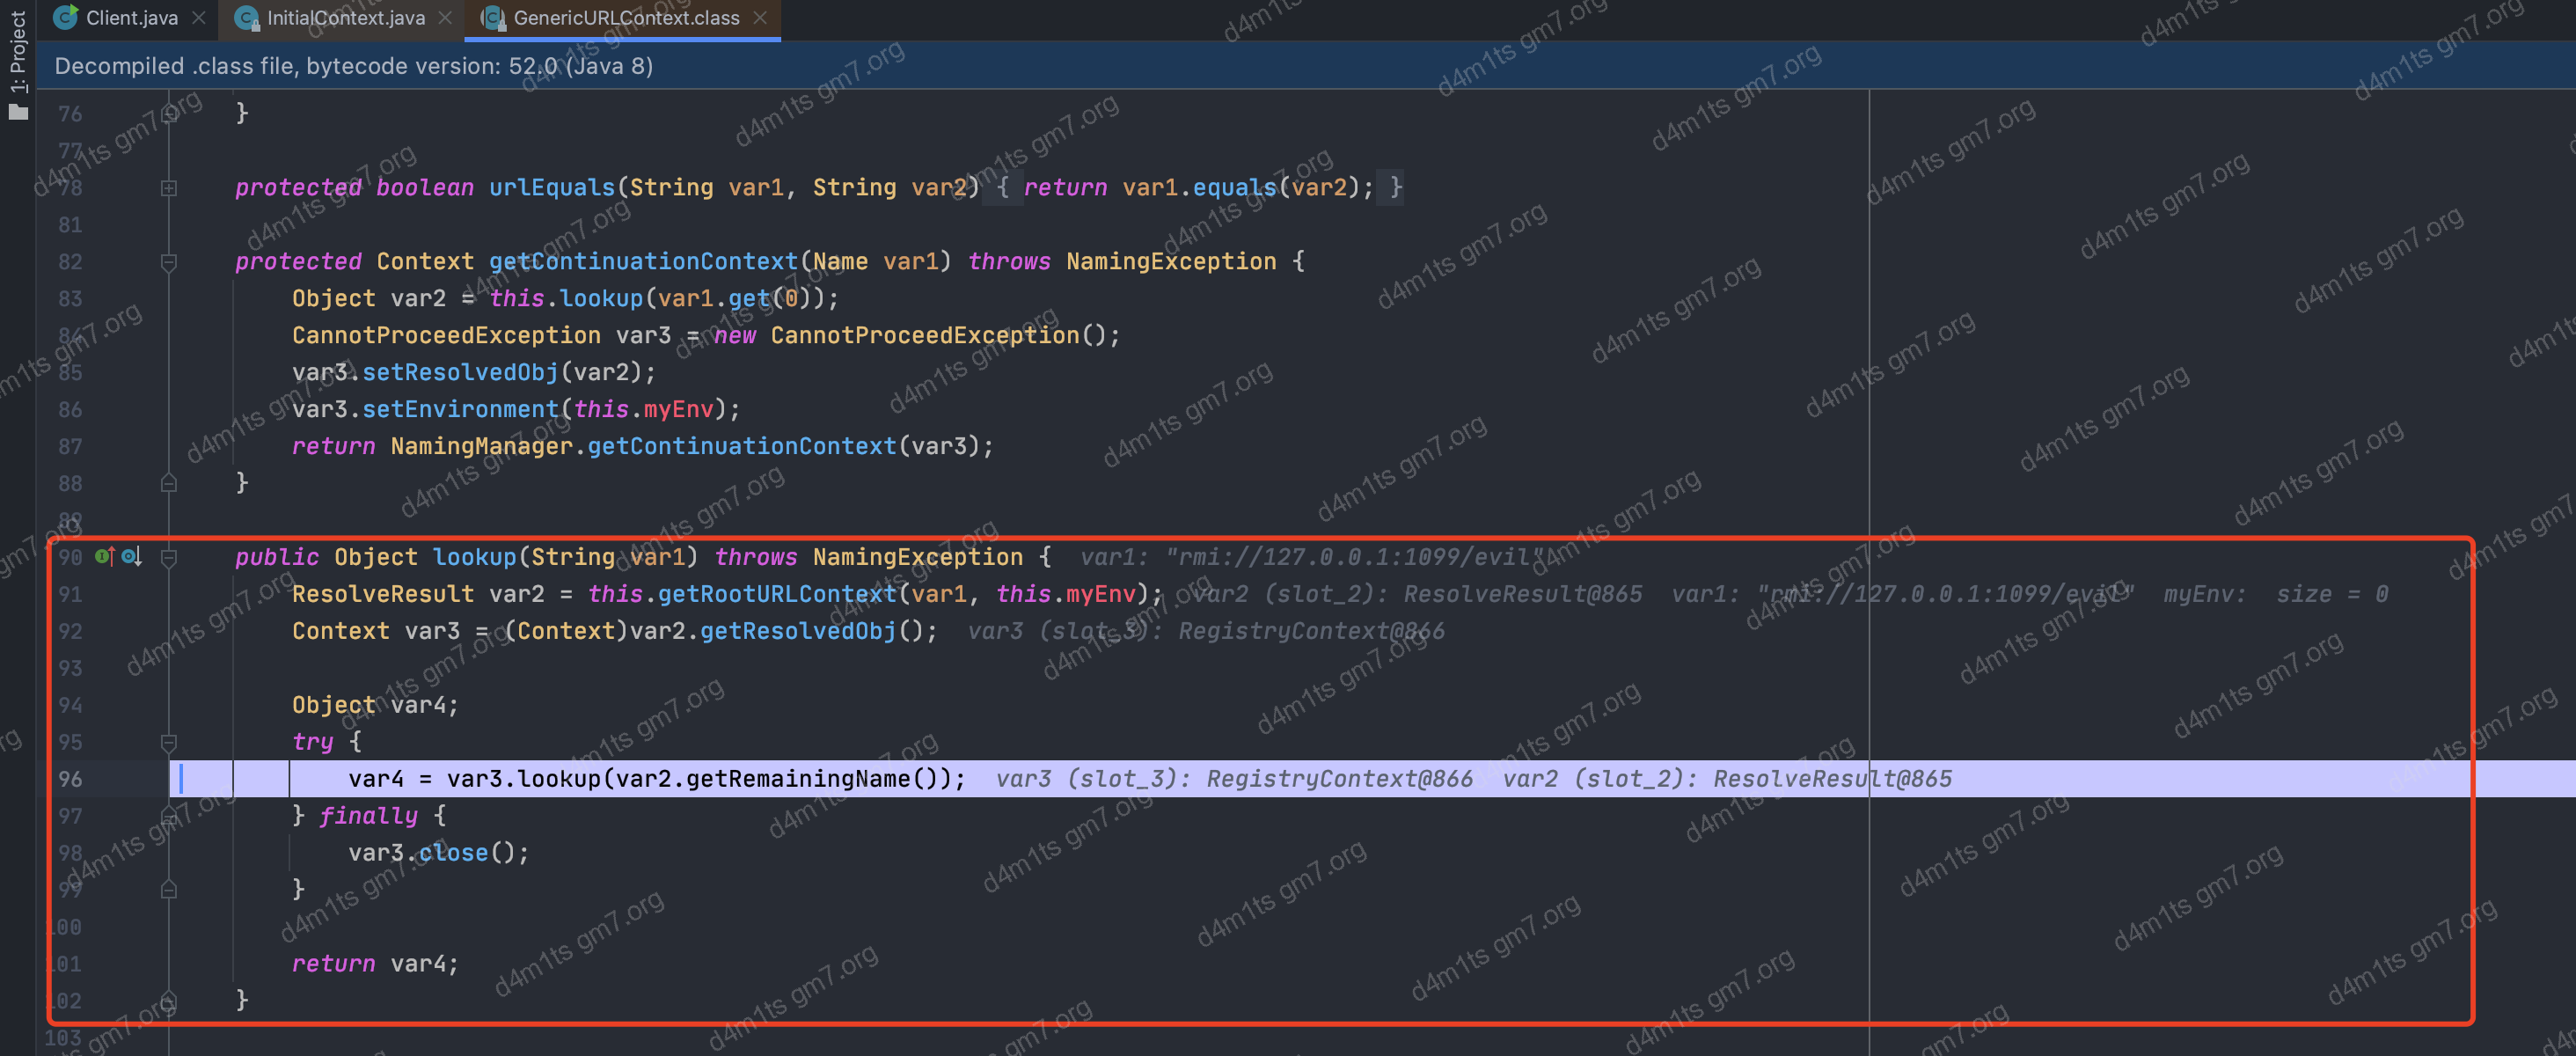 1: Project
Client.java
InitialContext.java
GenericURLContext.class
Decompiled .class file, bytecode version: 52.0 (Java 8)
76 }
77
78 protected boolean urlEquals(String var1, String var2) { return var1.equals(var2); }
81
82 protected Context getContinuationContext(Name var1) throws NamingException {
83 Object var2 = this.lookup(var1.get(0));
84 CannotProceedException var3 = new CannotProceedException();
85 var3.setResolvedObj(var2);
86 var3.setEnvironment(this.myEnv);
87 return NamingManager.getContinuationContext(var3);
88 }
89
90 public Object lookup(String var1) throws NamingException { var1: "rmi://127.0.0.1:1099/evil"
91 ResolveResult var2 = this.getRootURLContext(var1, this.myEnv); var2 (slot_2): ResolveResult@865 var1: "rmi://127.0.0.1:1099/evil" myEnv: size = 0
92 Context var3 = (Context)var2.getResolvedObj(); var3 (slot_3): RegistryContext@866
93
94 Object var4;
95 try {
96 var4 = var3.lookup(var2.getRemainingName()); var3 (slot_3): RegistryContext@866 var2 (slot_2): ResolveResult@865
97 } finally {
98 var3.close();
99 }
100
101 return var4;
102 }
103
d4m1ts gm7.org